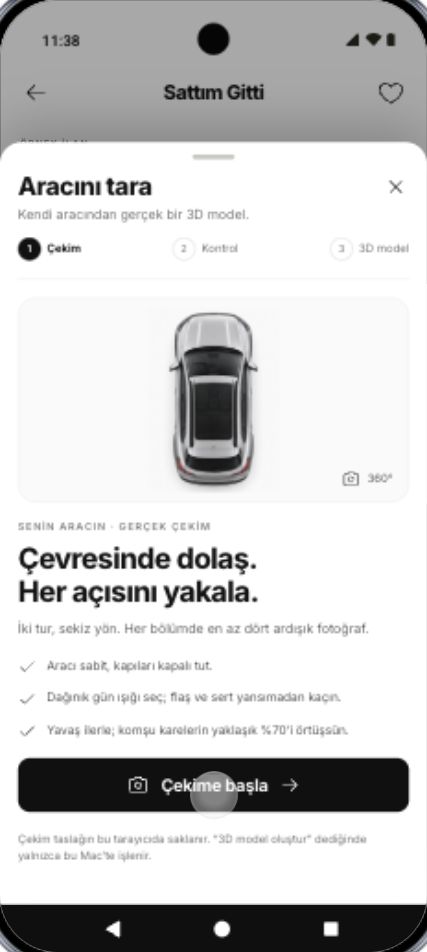 11:38
Sattım Gitti
Aracını tara
Kendi aracından gerçek bir 3D model.
1 Çekim 2 Kontrol 3 3D model
360°
SENİN ARACIN · GERÇEK ÇEKİM
Çevresinde dolaş.
Her açısını yakala.
İki tur, sekiz yön. Her bölümde en az dört ardışık fotoğraf.
Aracı sabit, kapıları kapalı tut.
Dağınık gün ışığı seç; flaş ve sert yansımadan kaçın.
Yavaş ilerle; komşu karelerin yaklaşık %70'i örtüşsün.
Çekime başla
Çekim taslağın bu tarayıcıda saklanır. "3D model oluştur" dediğinde
yalnızca bu Mac'te işlenir.